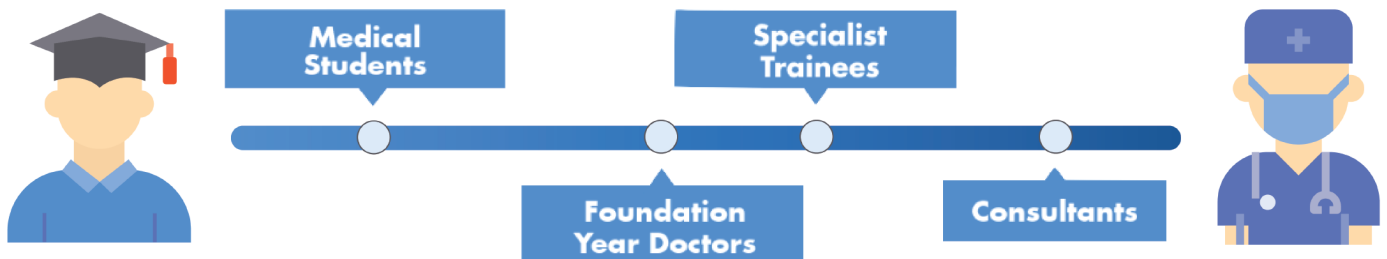 Medical
Students
Foundation
Year Doctors
Specialist
Trainees
Consultants